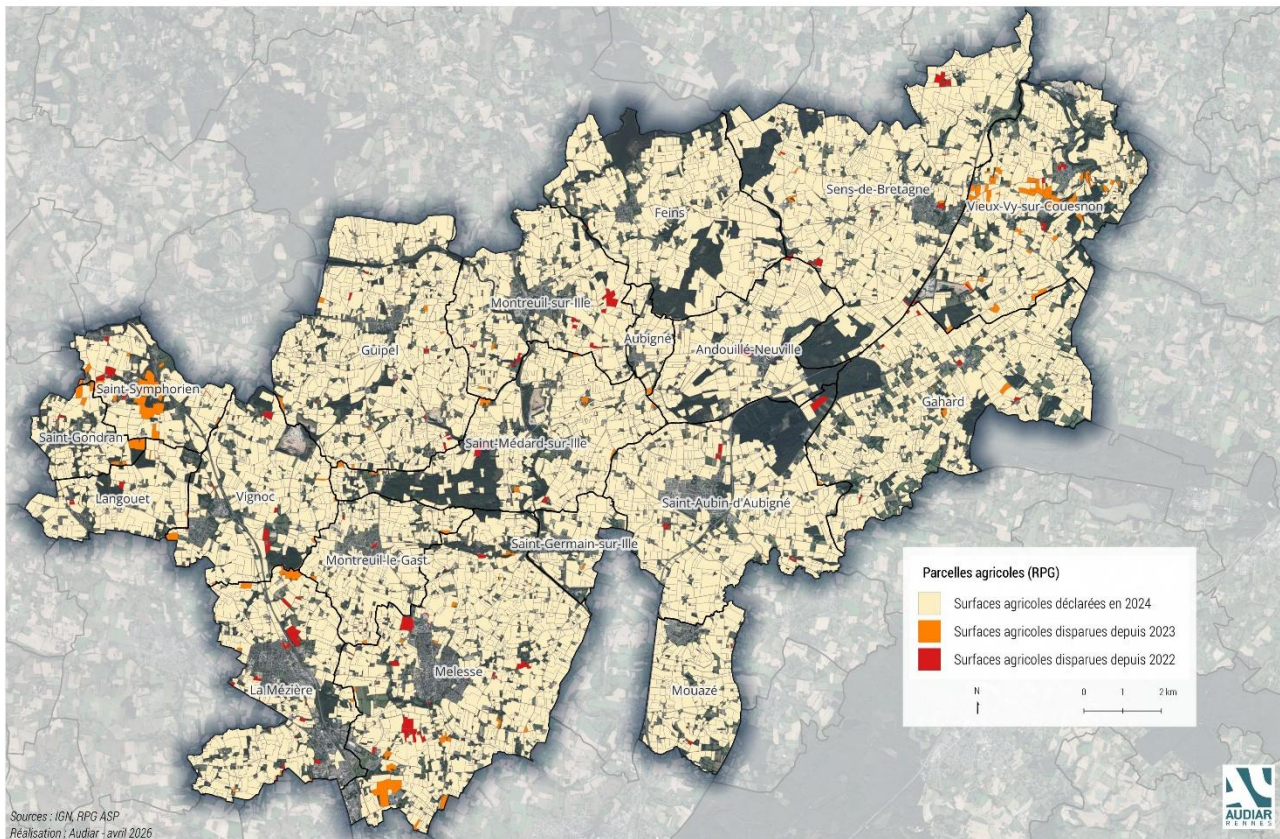 Feins
Sens-de-Bretagne
Vieux-Vy-sur-Couesnon
Montreuil-sur-Ille
Aubigné
Andouillé-Neuville
Guipel
Gahard
Saint-Symphorien
Saint-Gondran
Saint-Médard-sur-Ille
Langouet
Vignoc
Saint-Aubin-d'Aubigné
Saint-Germain-sur-Ille
Montreuil-le-Gast
Melesse
La Mézière
Mouazé
Parcelles agricoles (RPG)
Surfaces agricoles déclarées en 2024
Surfaces agricoles disparues depuis 2023
Surfaces agricoles disparues depuis 2022
N
0 1 2 km
Sources : IGN, RPG ASP
Réalisation : Audiar - avril 2026
AUDIAR
RENNES